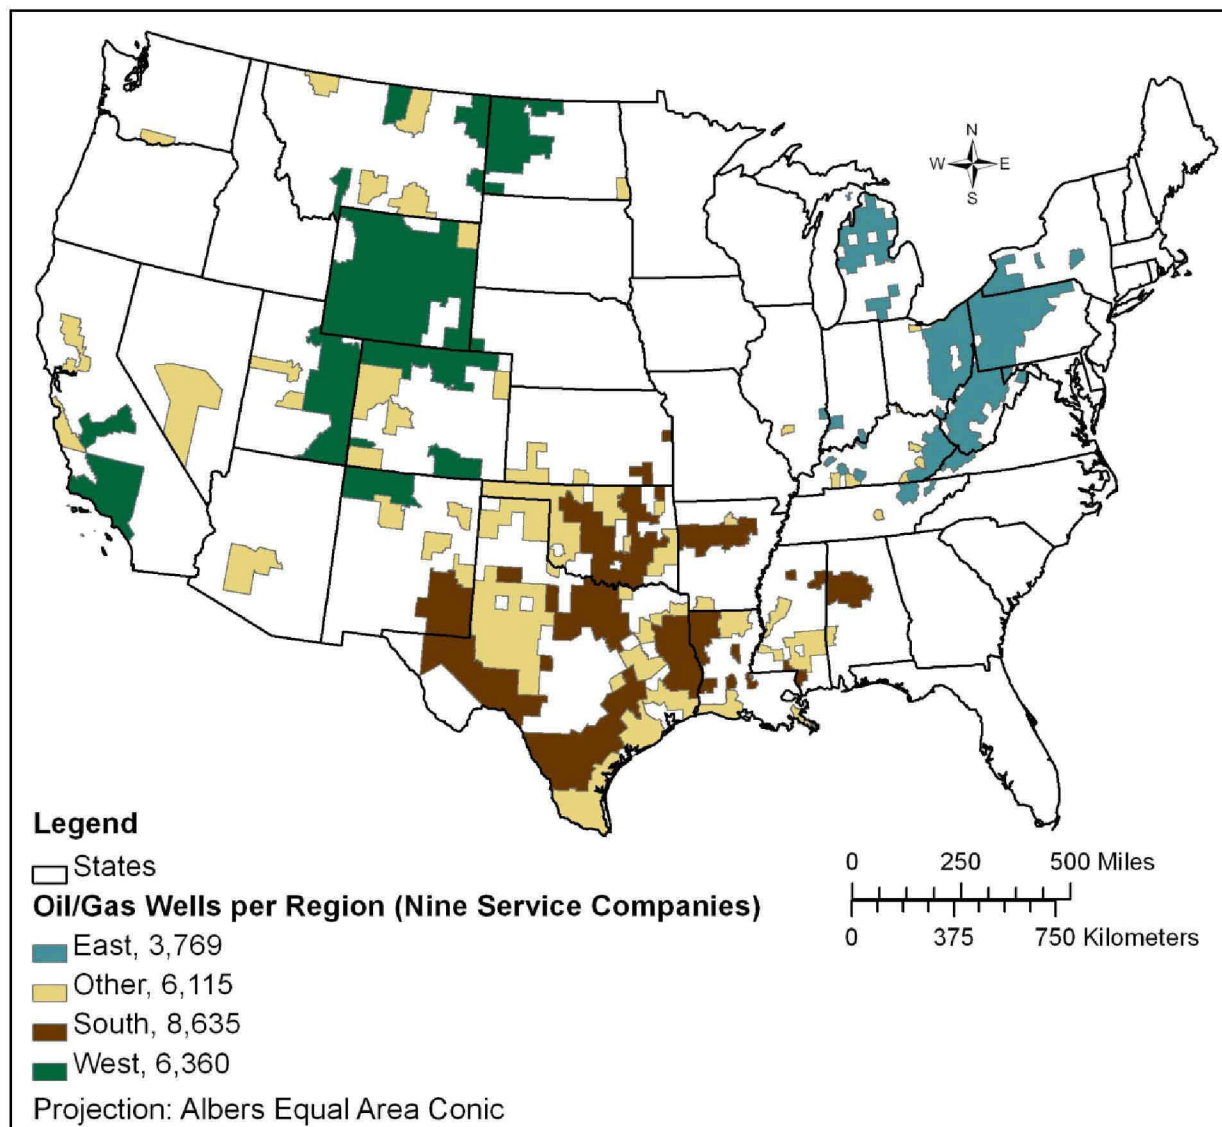 N
W E
S
Legend
States
Oil/Gas Wells per Region (Nine Service Companies)
East, 3,769
Other, 6,115
South, 8,635
West, 6,360
Projection: Albers Equal Area Conic
0 250 500 Miles
0 375 750 Kilometers